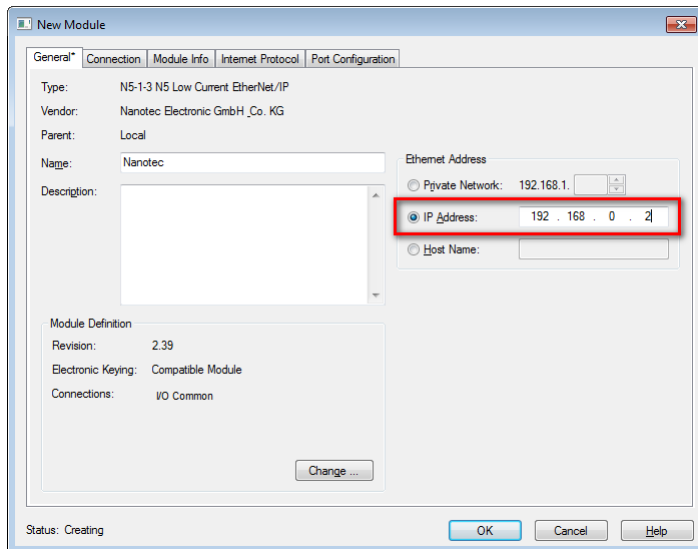 New Module
General* Connection Module Info Internet Protocol Port Configuration
Type: N5-1-3 N5 Low Current EtherNet/IP
Vendor: Nanotec Electronic GmbH_Co. KG
Parent: Local
Name: Nanotec
Description:
Ethernet Address
Private Network: 192.168.1.
IP Address: 192 . 168 . 0 . 2
Host Name:
Module Definition
Revision: 2.39
Electronic Keying: Compatible Module
Connections: I/O Common
Change ...
Status: Creating
OK Cancel Help